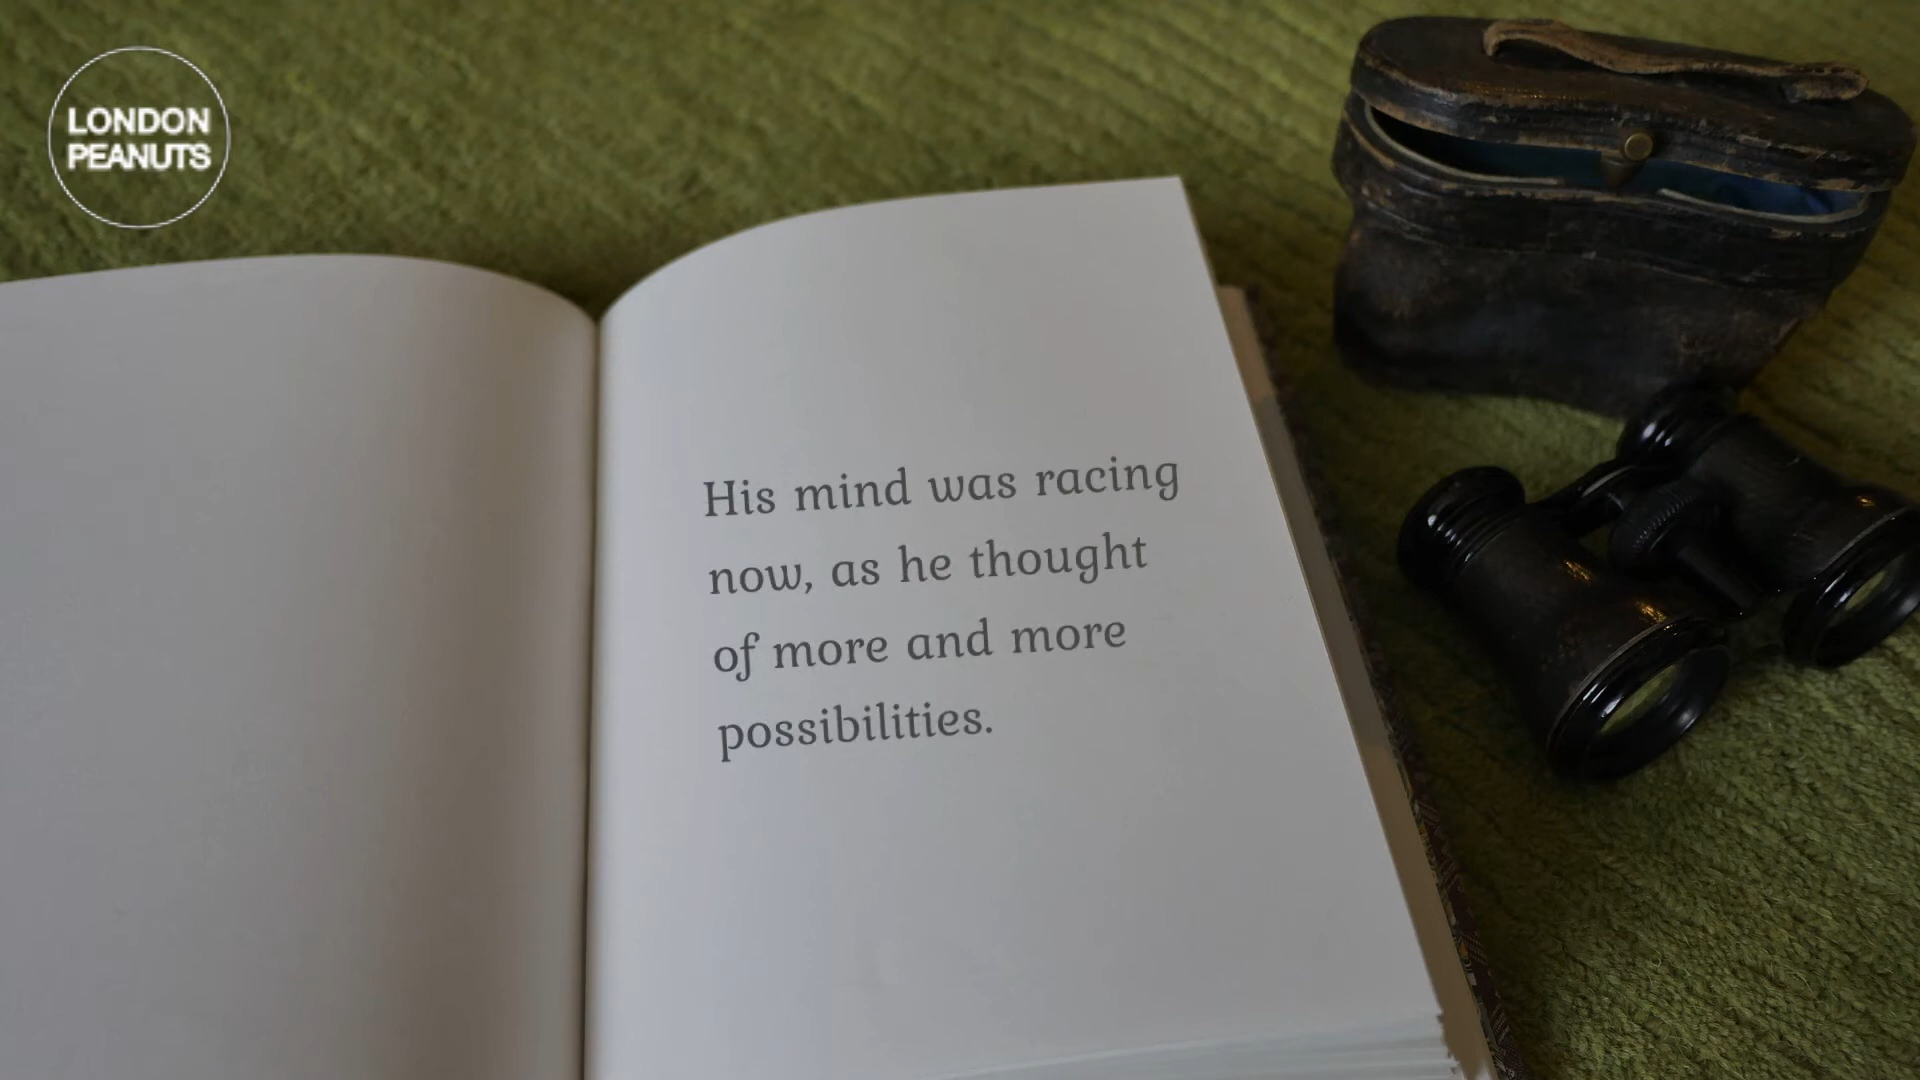 LONDON
PEANUTS
His mind was racing
now, as he thought
of more and more
possibilities.